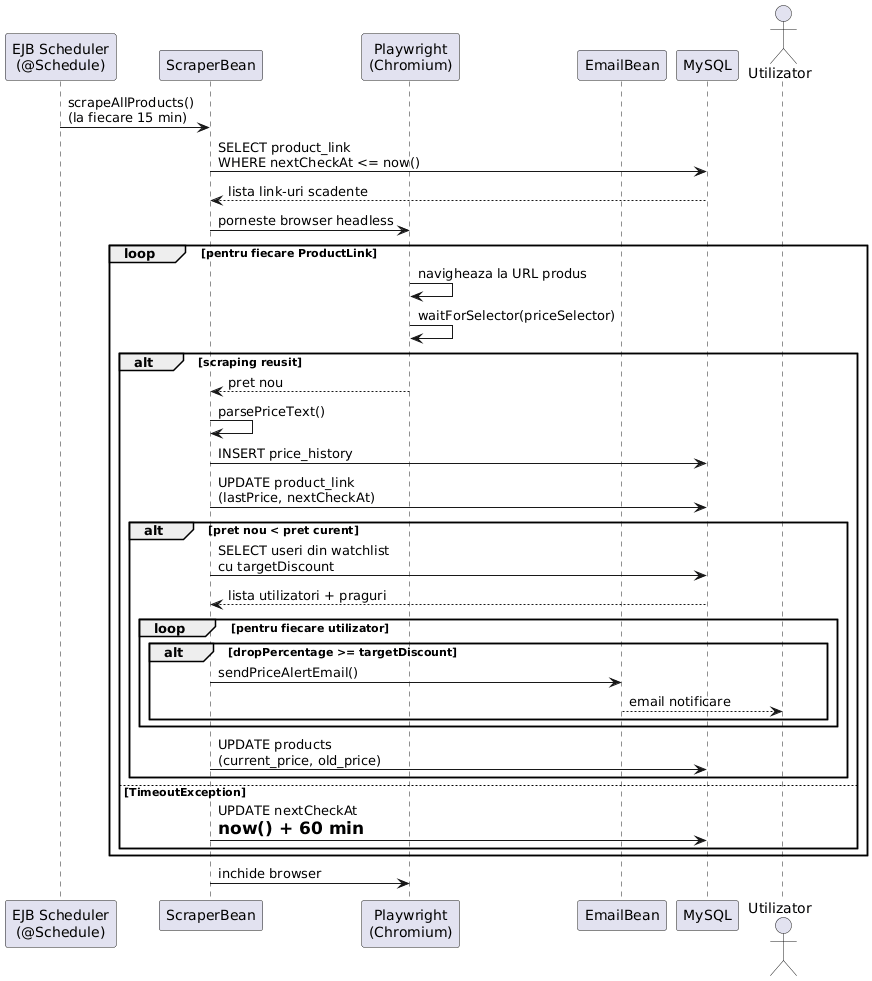 EJB Scheduler
(@Schedule)
ScraperBean
Playwright
(Chromium)
EmailBean
MySQL
Utilizator
scrapeAllProducts()
(la fiecare 15 min)
SELECT product_link
WHERE nextCheckAt <= now()
lista link-uri scadente
porneste browser headless
loop
[pentru fiecare ProductLink]
navigheaza la URL produs
waitForSelector(priceSelector)
alt
[scraping reusit]
pret nou
parsePriceText()
INSERT price_history
UPDATE product_link
(lastPrice, nextCheckAt)
alt
[pret nou < pret curent]
SELECT useri din watchlist
cu targetDiscount
lista utilizatori + praguri
loop
[pentru fiecare utilizator]
alt
[dropPercentage >= targetDiscount]
sendPriceAlertEmail()
email notificare
UPDATE products
(current_price, old_price)
[TimeoutException]
UPDATE nextCheckAt
now() + 60 min
inchide browser
EJB Scheduler
(@Schedule)
ScraperBean
Playwright
(Chromium)
EmailBean
MySQL
Utilizator